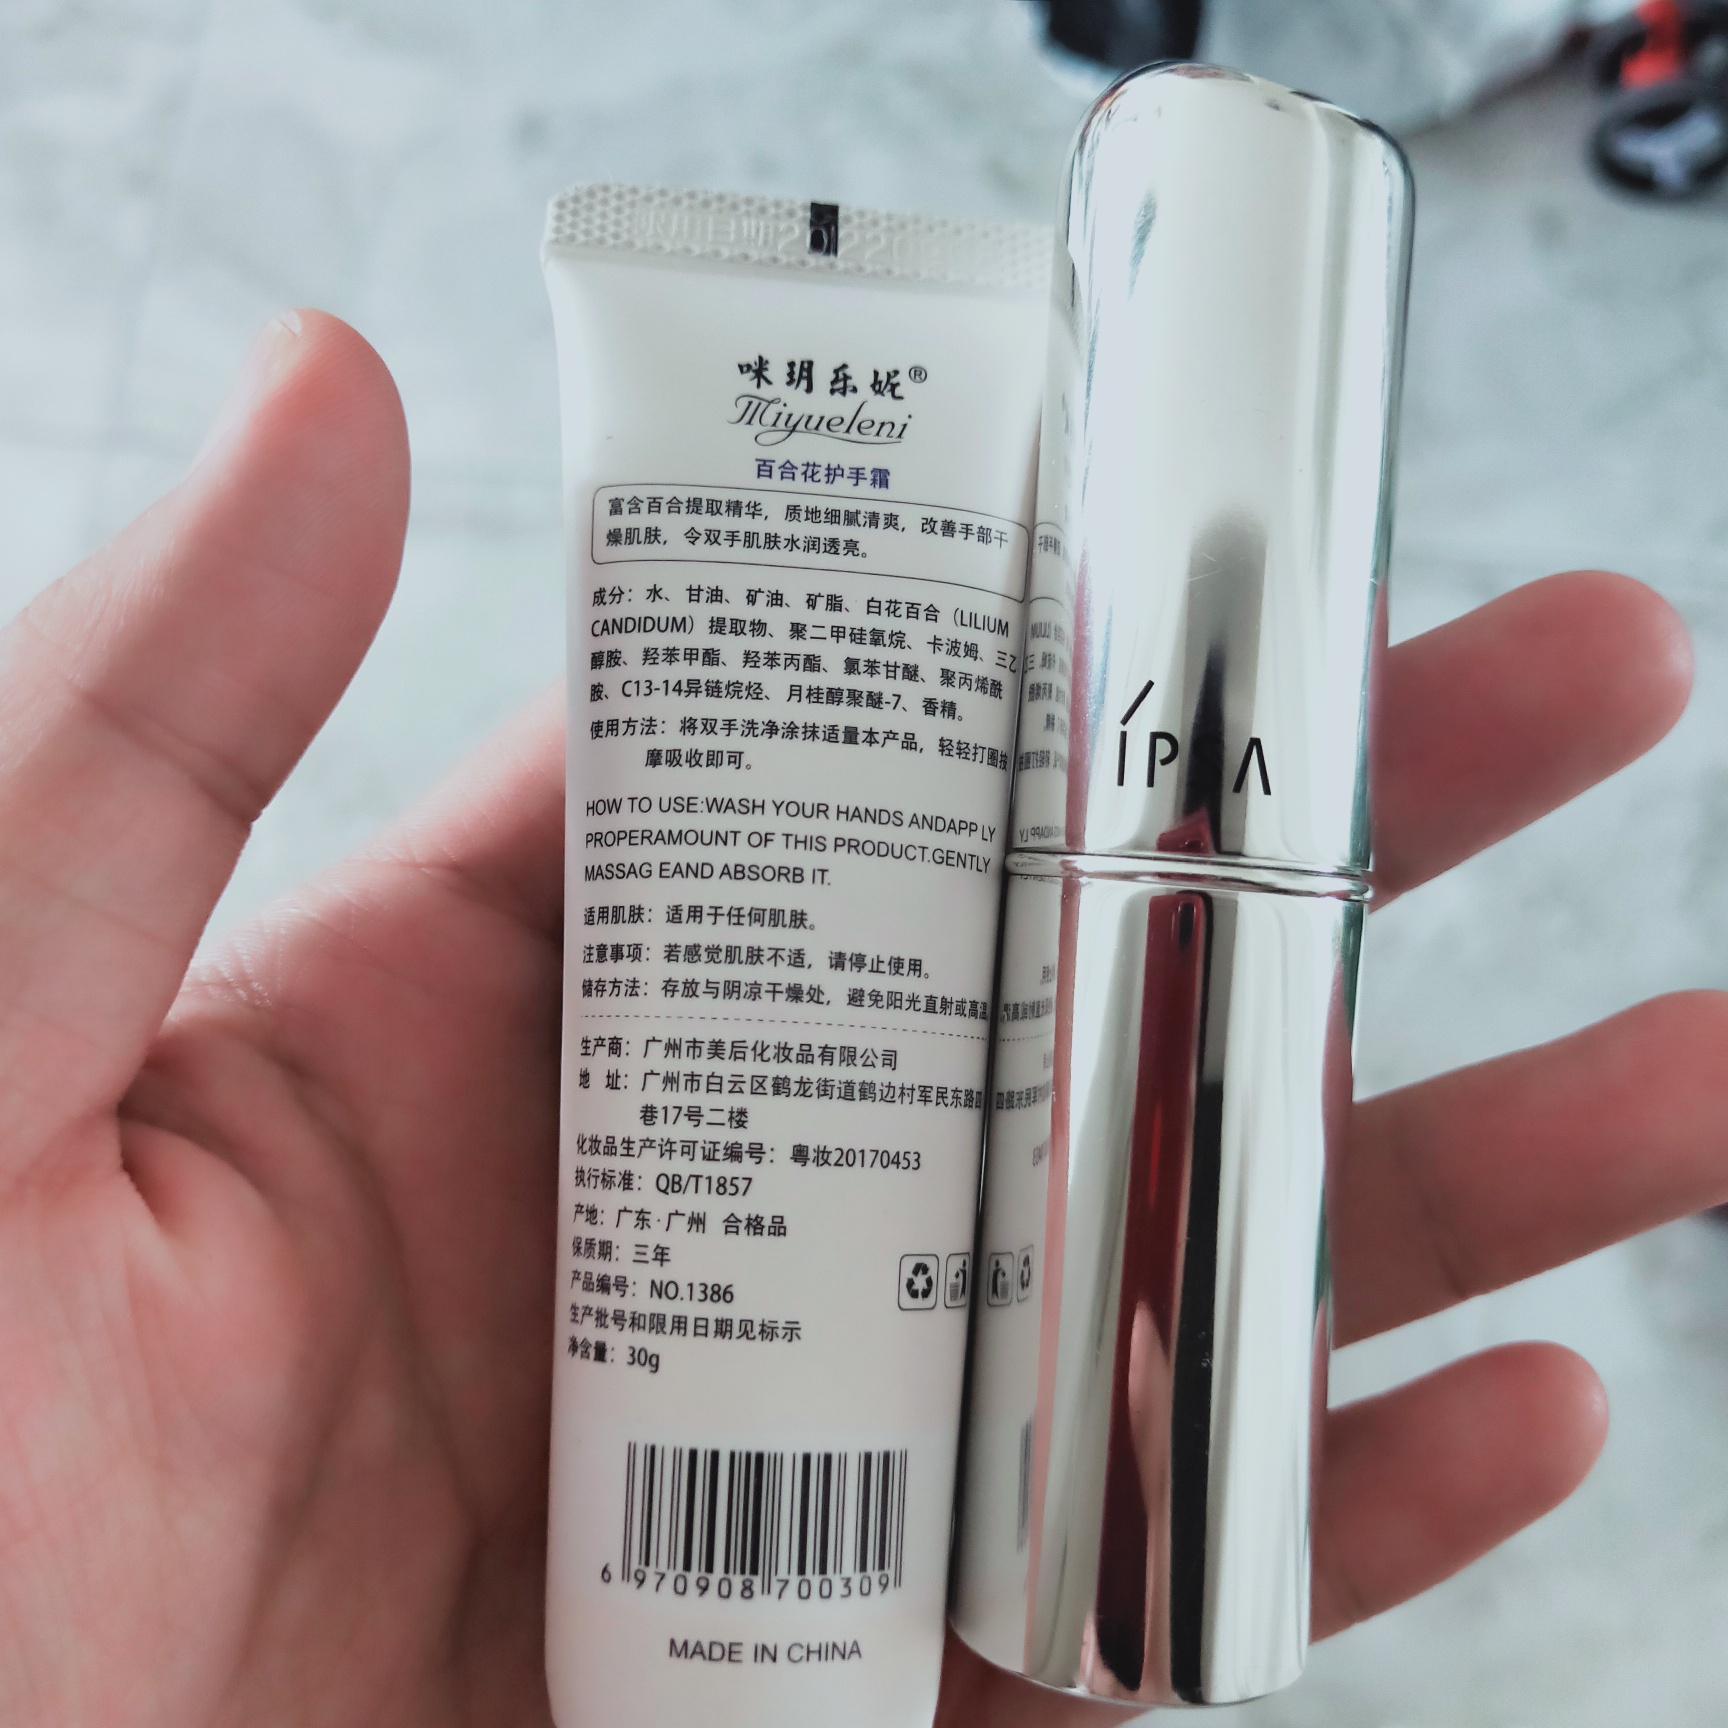 咪玥乐妮®
Miyueleni
百合花护手霜
富含百合提取精华，质地细腻清爽，改善手部干
燥肌肤，令双手肌肤水润透亮。
成分：水、甘油、矿油、矿脂、白花百合（LILIUM
CANDIDUM）提取物、聚二甲硅氧烷、卡波姆、三乙
醇胺、羟苯甲酯、羟苯丙酯、氯苯甘醚、聚丙烯酰
胺、C13-14异链烷烃、月桂醇聚醚-7、香精。
使用方法：将双手洗净涂抹适量本产品，轻轻打圈按
摩吸收即可。
HOW TO USE:WASH YOUR HANDS ANDAPP LY
PROPERAMOUNT OF THIS PRODUCT.GENTLY
MASSAG EAND ABSORB IT.
适用肌肤：适用于任何肌肤。
注意事项：若感觉肌肤不适，请停止使用。
储存方法：存放与阴凉干燥处，避免阳光直射或高温
生产商：广州市美后化妆品有限公司
地 址：广州市白云区鹤龙街道鹤边村军民东路四
巷17号二楼
化妆品生产许可证编号：粤妆20170453
执行标准：QB/T1857
产地：广东·广州 合格品
保质期：三年
产品编号：NO.1386
生产批号和限用日期见标示
净含量：30g
6 970908 700309
MADE IN CHINA
IPSA